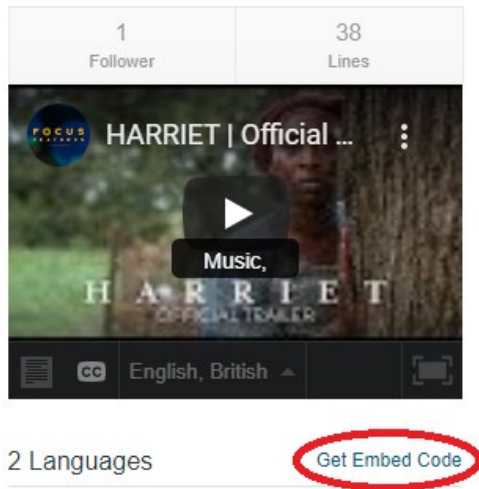 1
Follower
38
Lines
FOCUS
FEATURES
HARRIET | Official ...
Music,
HARRIET
OFFICIAL TRAILER
CC
English, British
2 Languages
Get Embed Code